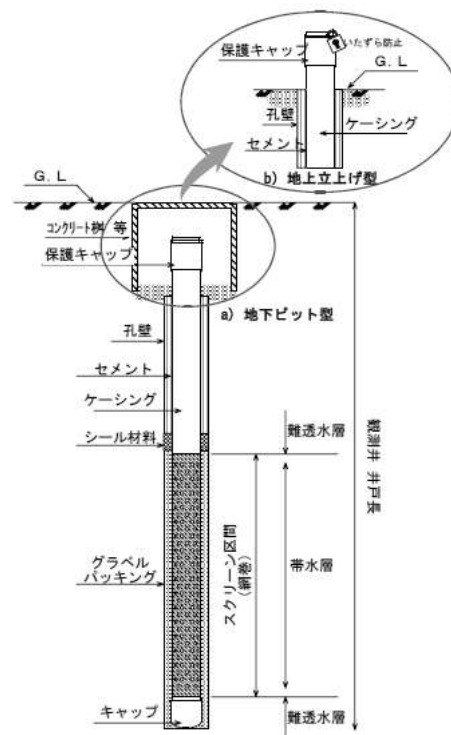 保護キャップ
いたずら防止
G.L
孔壁
ケーシング
セメント
b) 地上立上げ型
G.L
コンクリート桝 等
保護キャップ
a) 地下ピット型
孔壁
セメント
ケーシング
シール材料
難透水層
観測井 井戸長
スクリーン区間
(網巻)
帯水層
グラベル
パッキング
キャップ
難透水層